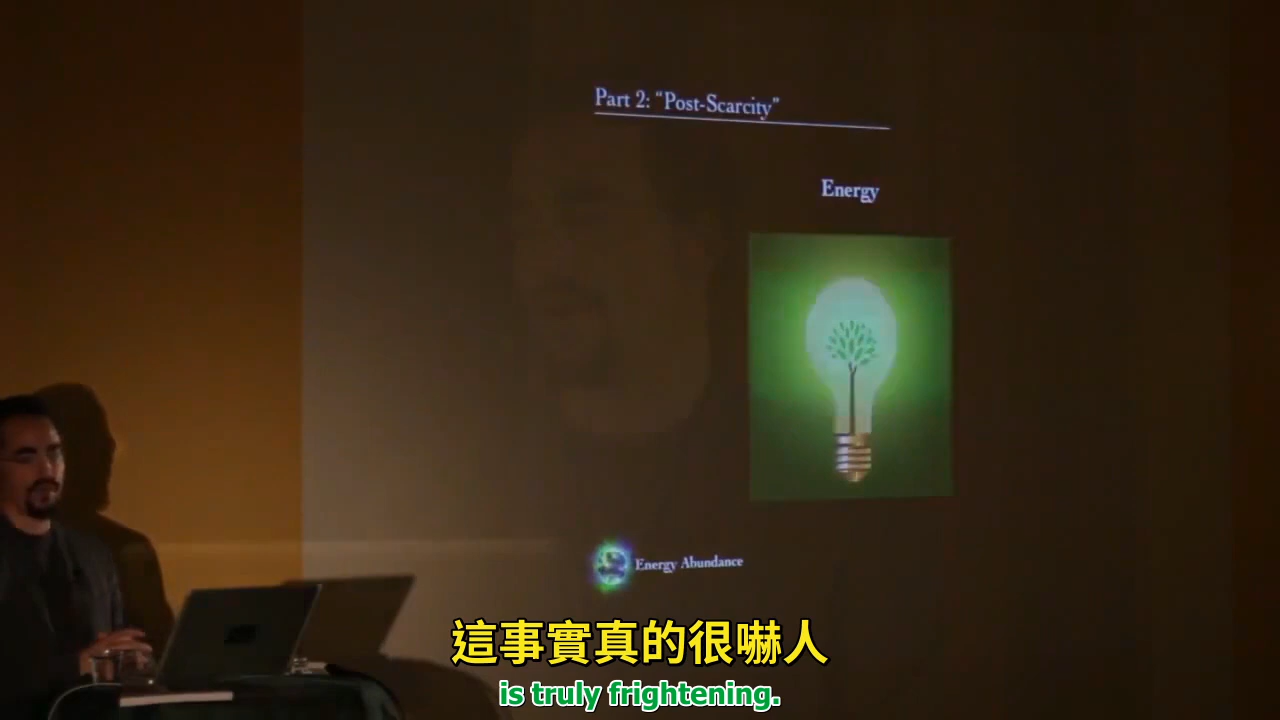 Part 2: “Post-Scarcity”
Energy
Energy Abundance
這事實真的很嚇人
is truly frightening.